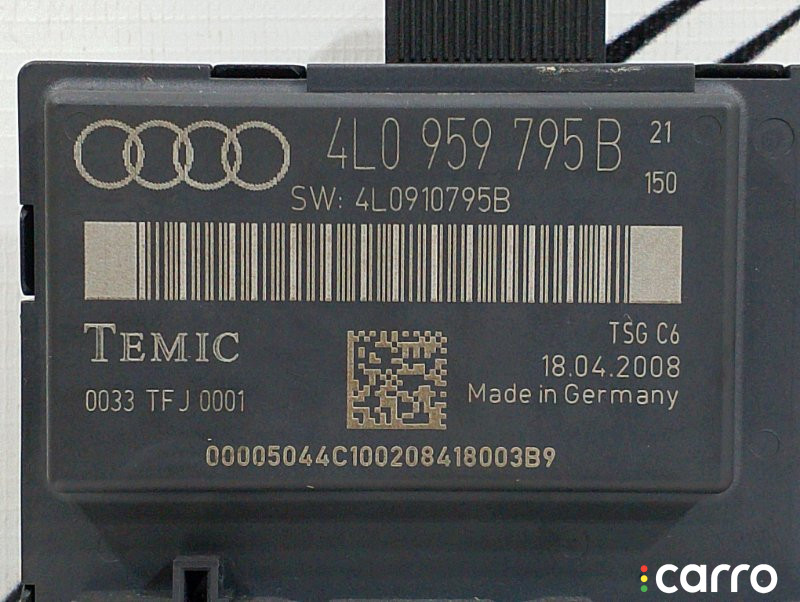 4L0 959 795B 21
150
SW: 4L0910795B
TEMIC
TSG C6
18.04.2008
0033 TFJ 0001
Made in Germany
00005044C100208418003B9
carro